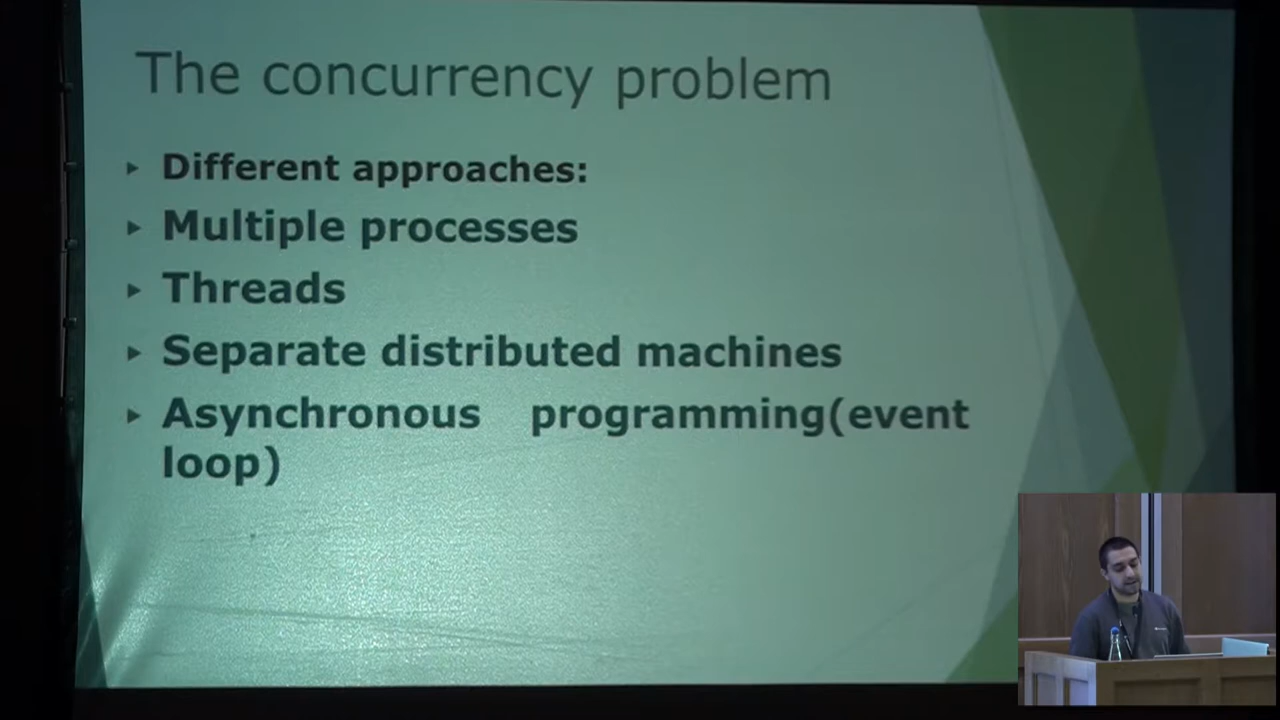 The concurrency problem
Different approaches:
Multiple processes
Threads
Separate distributed machines
Asynchronous programming(event
loop)